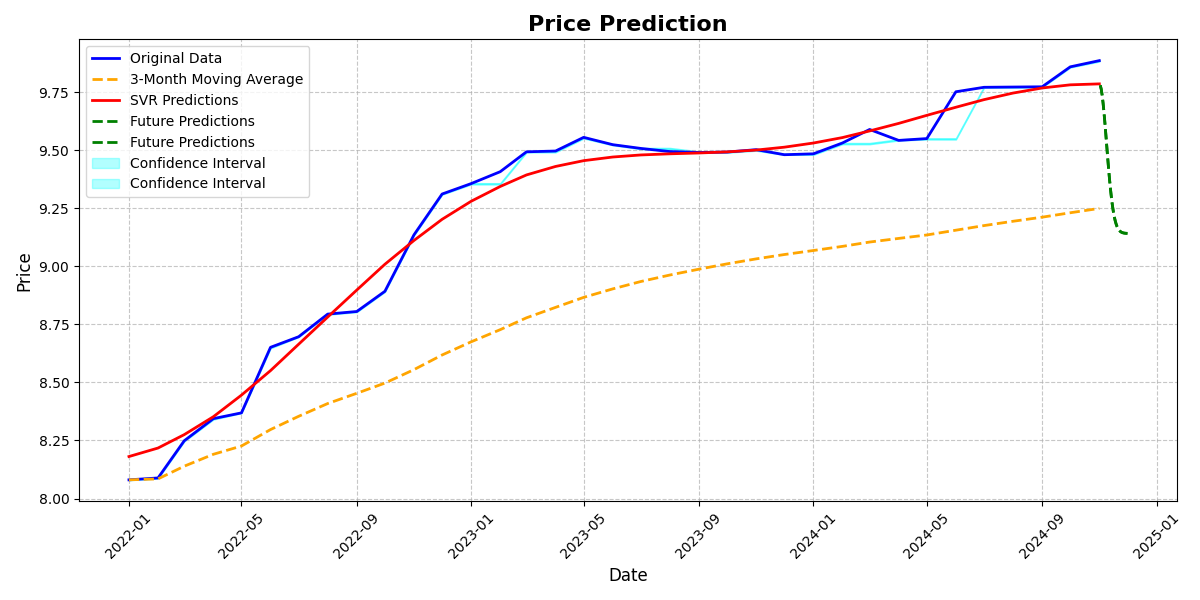 Price Prediction
Original Data
3-Month Moving Average
SVR Predictions
Future Predictions
Future Predictions
Confidence Interval
Confidence Interval
Price
9.75
9.50
9.25
9.00
8.75
8.50
8.25
8.00
2022-01
2022-05
2022-09
2023-01
2023-05
2023-09
2024-01
2024-05
2024-09
2025-01
Date